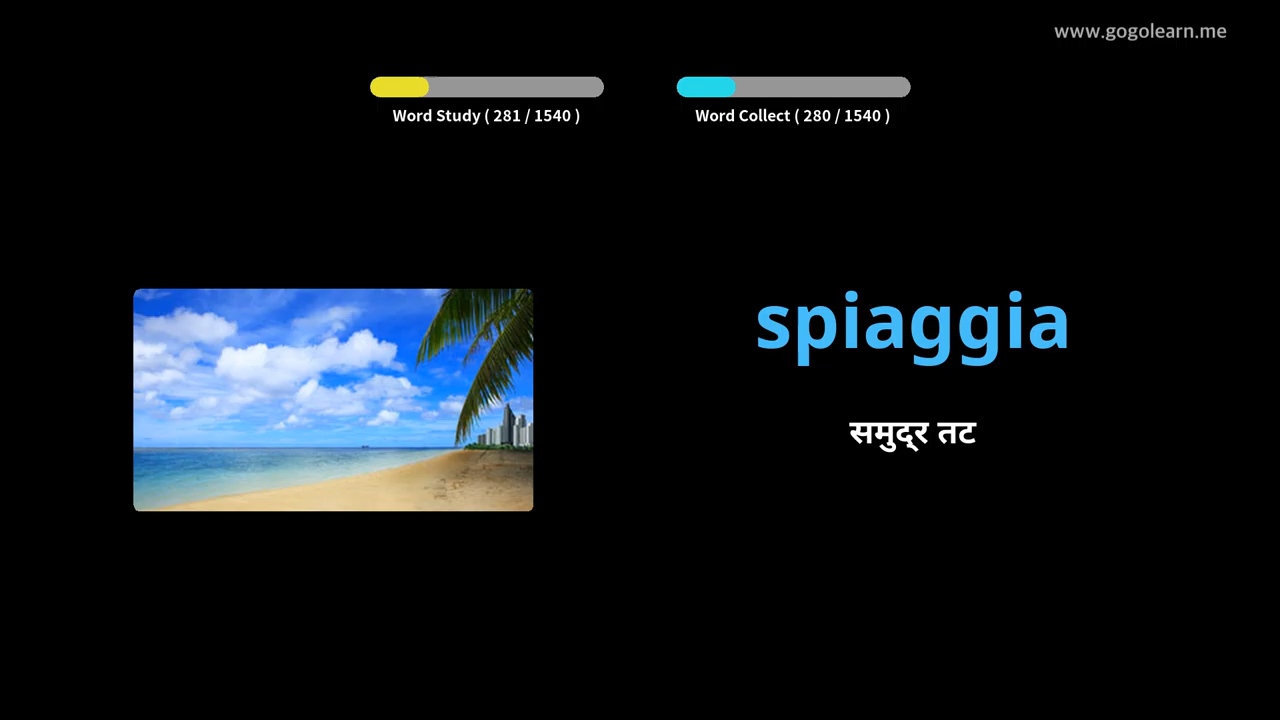 www.gogolearn.me
Word Study ( 281 / 1540 )
Word Collect ( 280 / 1540 )
spiaggia
समुद्र तट